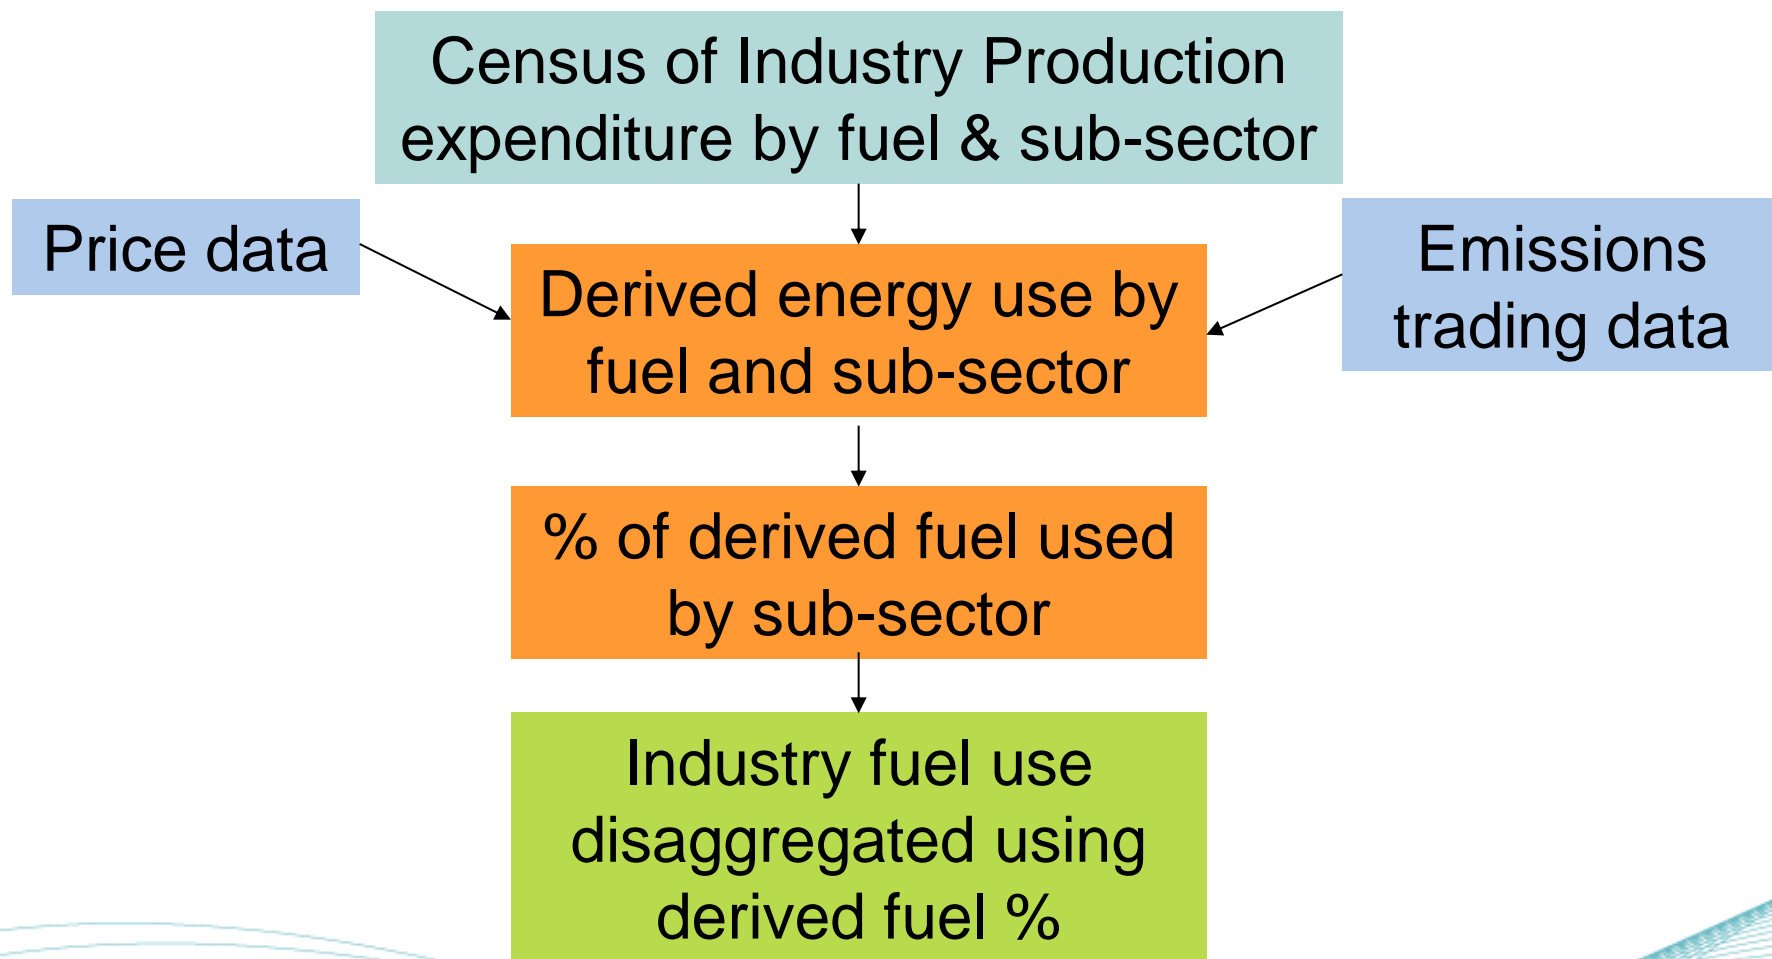 Census of Industry Production
expenditure by fuel & sub-sector
Price data
Emissions
trading data
Derived energy use by
fuel and sub-sector
% of derived fuel used
by sub-sector
Industry fuel use
disaggregated using
derived fuel %